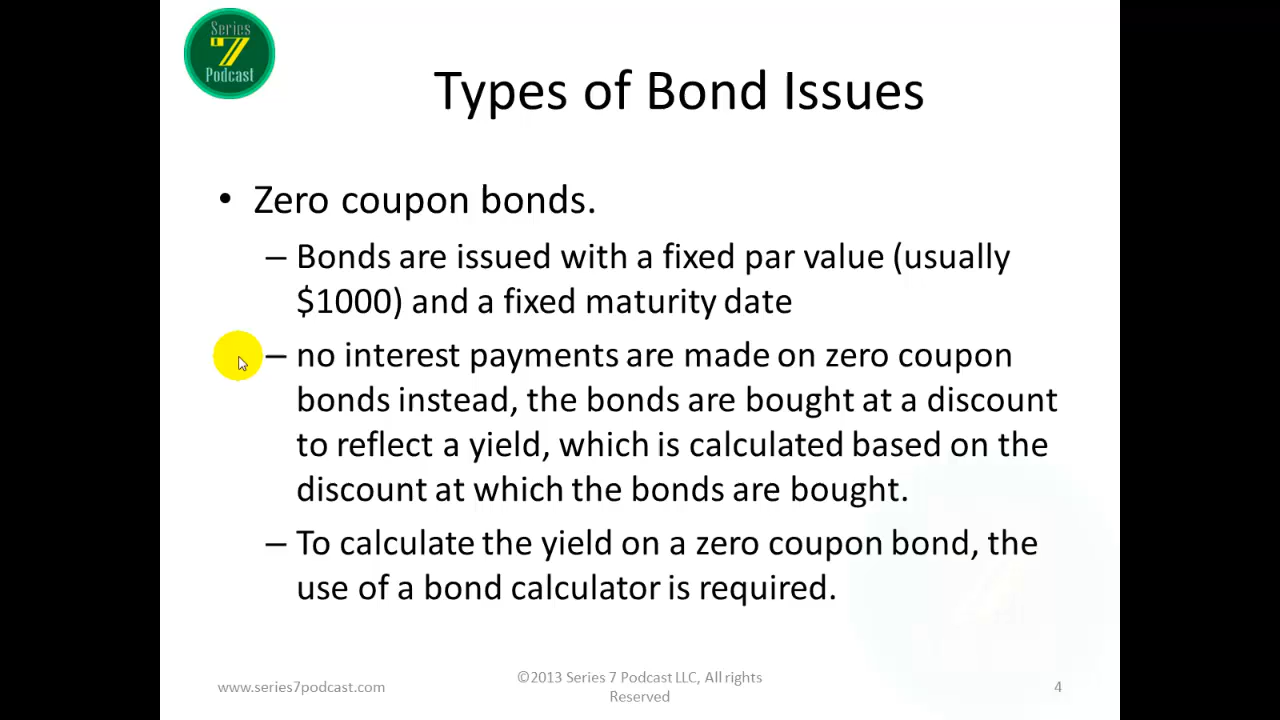 Series
7
Podcast
Types of Bond Issues
• Zero coupon bonds.
– Bonds are issued with a fixed par value (usually
$1000) and a fixed maturity date
– no interest payments are made on zero coupon
bonds instead, the bonds are bought at a discount
to reflect a yield, which is calculated based on the
discount at which the bonds are bought.
– To calculate the yield on a zero coupon bond, the
use of a bond calculator is required.
www.series7podcast.com
©2013 Series 7 Podcast LLC, All rights
Reserved
4